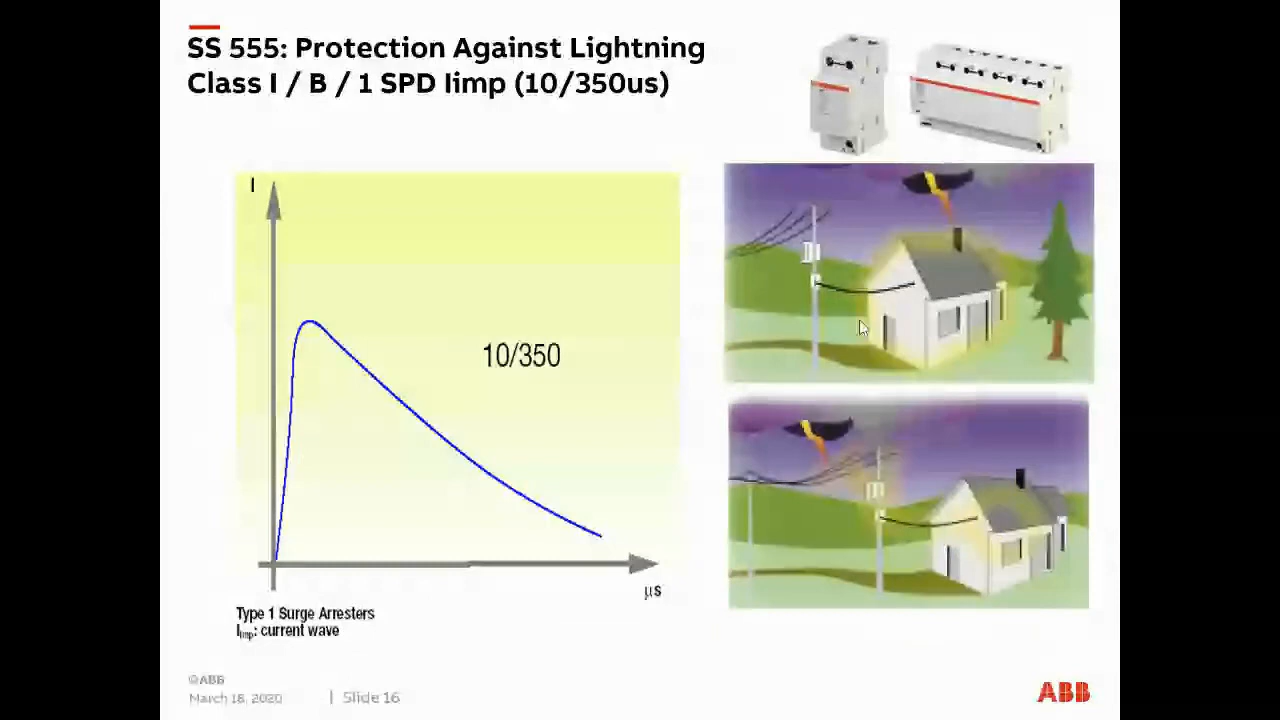 SS 555: Protection Against Lightning
Class I / B / 1 SPD Iimp (10/350us)
I
10/350
µs
Type 1 Surge Arresters
Iimp: current wave
©ABB
March 18, 2020
Slide 16
ABB